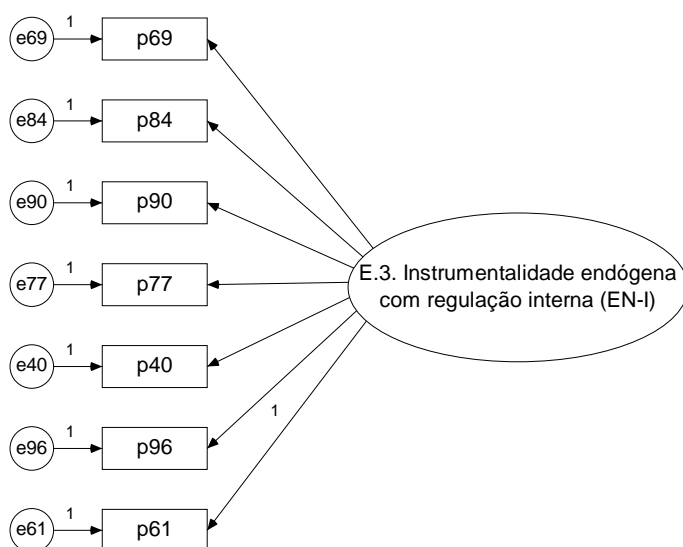 e69
1
p69
e84
1
p84
e90
1
p90
e77
1
p77
e40
1
p40
e96
1
p96
e61
1
p61
1
E.3. Instrumentalidade endógena
com regulação interna (EN-I)